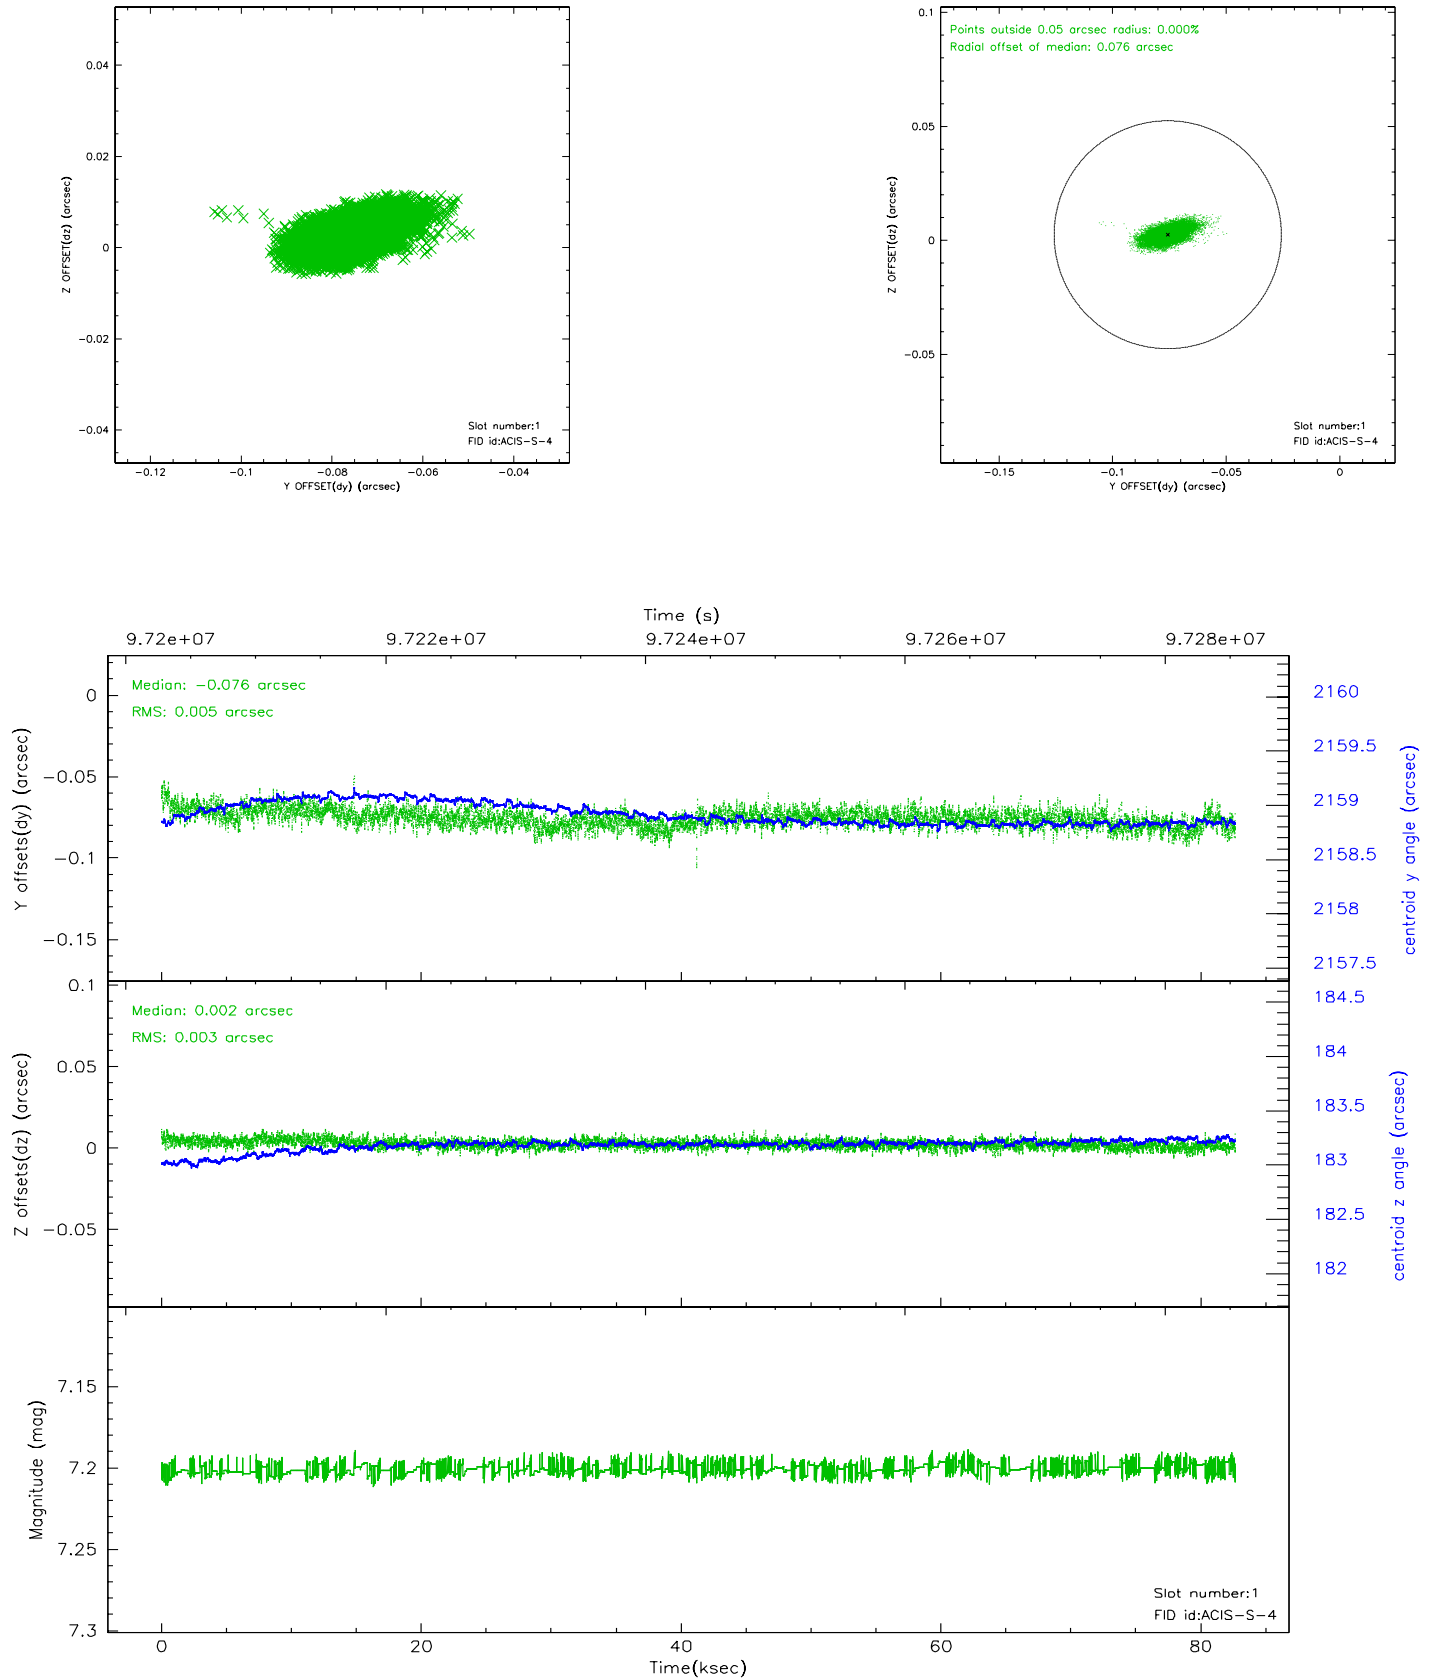 0.04
0.02
0
−0.02
−0.04
Z OFFSET(dz) (arcsec)
Slot number:1
FID id:ACIS−S−4
−0.12
−0.1
−0.08
−0.06
−0.04
Y OFFSET(dy) (arcsec)
0.1
0.05
0
−0.05
Z OFFSET(dz) (arcsec)
Points outside 0.05 arcsec radius: 0.000%
Radial offset of median: 0.076 arcsec
Slot number:1
FID id:ACIS−S−4
−0.15
−0.1
−0.05
0
Y OFFSET(dy) (arcsec)
Time (s)
9.72e+07
9.722e+07
9.724e+07
9.726e+07
9.728e+07
Median: −0.076 arcsec
RMS: 0.005 arcsec
0
−0.05
−0.1
−0.15
Y offsets(dy) (arcsec)
2160
2159.5
2159
2158.5
2158
2157.5
centroid y angle (arcsec)
Median: 0.002 arcsec
RMS: 0.003 arcsec
0.1
0.05
0
−0.05
Z offsets(dz) (arcsec)
184.5
184
183.5
183
182.5
182
centroid z angle (arcsec)
7.15
7.2
7.25
7.3
Magnitude (mag)
Slot number:1
FID id:ACIS−S−4
0
20
40
60
80
Time(ksec)